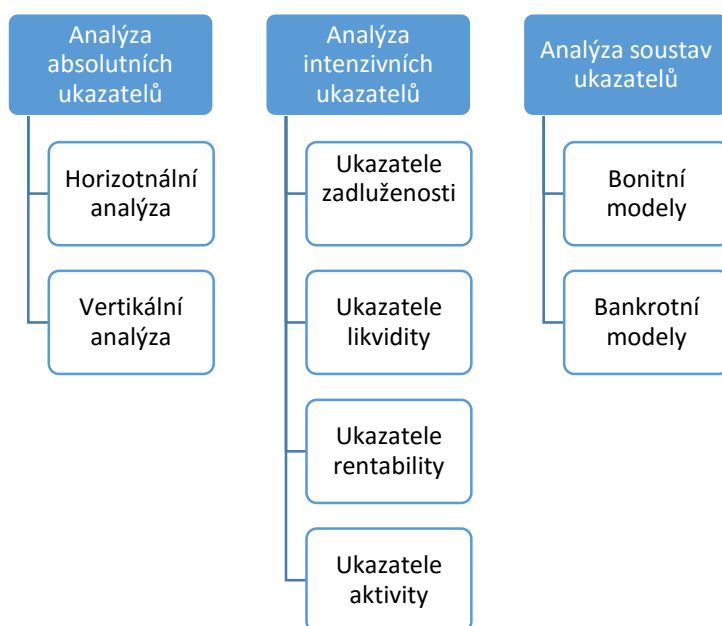 Analýza
absolutních
ukazatelů
Horizotnální
analýza
Vertikální
analýza
Analýza
intenzivních
ukazatelů
Ukazatele
zadluženosti
Ukazatele
likvidity
Ukazatele
rentability
Ukazatele
aktivity
Analýza soustav
ukazatelů
Bonitní
modely
Bankrotní
modely